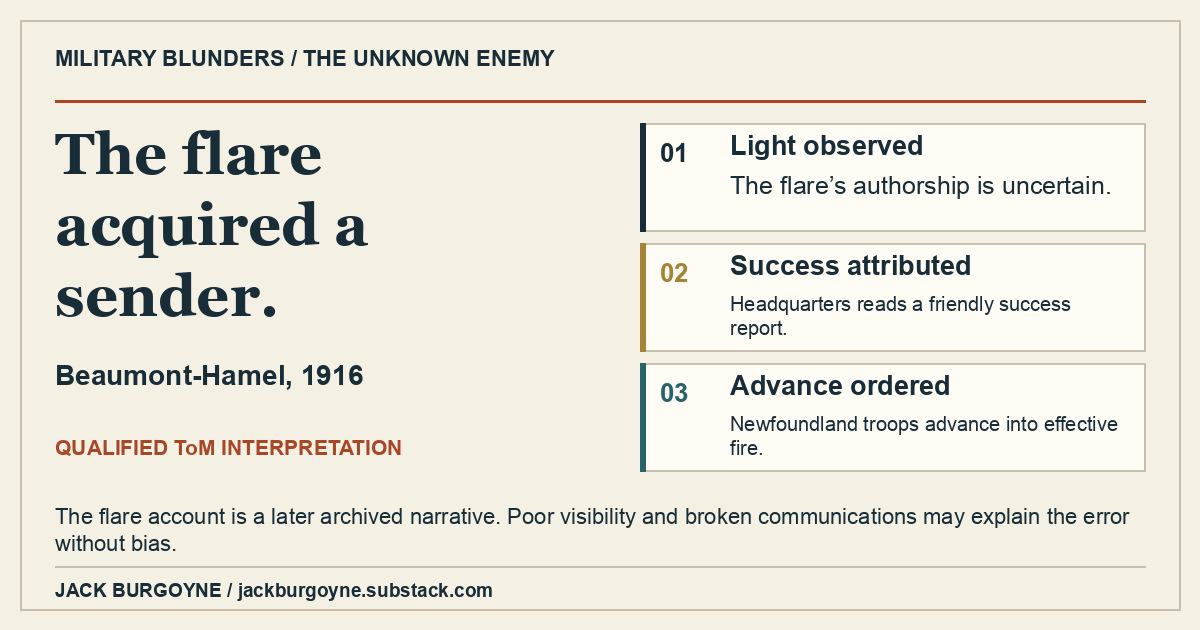 MILITARY BLUNDERS / THE UNKNOWN ENEMY
The flare
acquired a
sender.
Beaumont-Hamel, 1916
QUALIFIED ToM INTERPRETATION
01
Light observed
The flare’s authorship is uncertain.
02
Success attributed
Headquarters reads a friendly success
report.
03
Advance ordered
Newfoundland troops advance into effective
fire.
The flare account is a later archived narrative. Poor visibility and broken communications may explain the error
without bias.
JACK BURGOYNE / jackburgoyne.substack.com